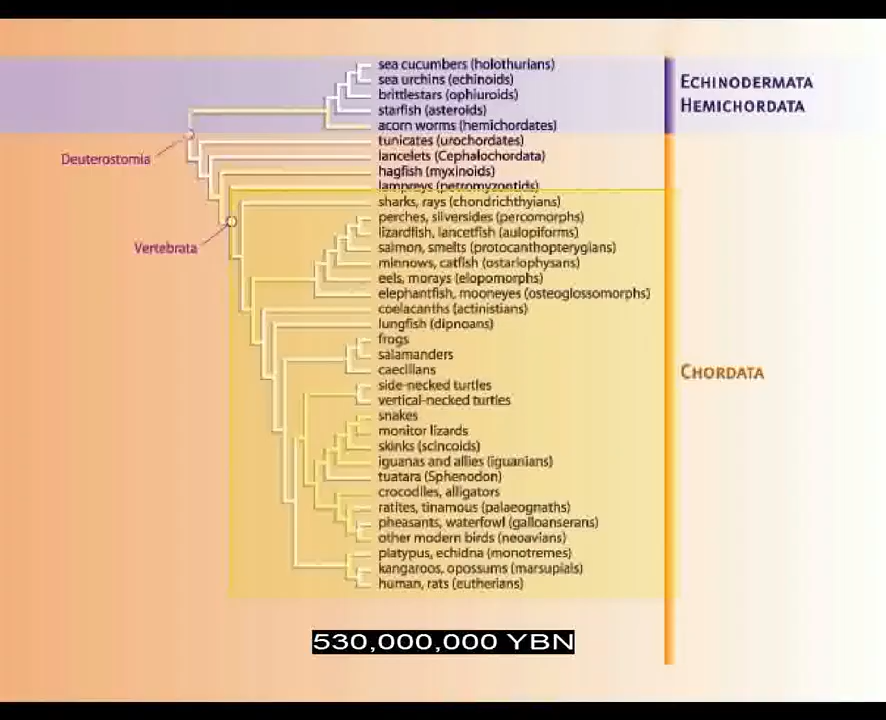 sea cucumbers (holothurians)
sea urchins (echinoids)
brittlestars (ophiuroids)
starfish (asteroids)
acorn worms (hemichordates)
ECHINODERMATA
HEMICHORDATA
tunicates (urochordates)
Deuterostomia
lancelets (Cephalochordata)
hagfish (myxinoids)
lampreys (petromyzontids)
sharks, rays (chondrichthyians)
perches, silversides (percomorphs)
lizardfish, lancetfish (aulopiforms)
Vertebrata
salmon, smelts (protocanthopterygians)
minnows, catfish (ostariophysans)
eels, morays (elopomorphs)
elephantfish, mooneyes (osteoglossomorphs)
coelacanths (actinistians)
lungfish (dipnoans)
frogs
salamanders
caecilians
CHORDATA
side-necked turtles
vertical-necked turtles
snakes
monitor lizards
skinks (scincoids)
iguanas and allies (iguanians)
tuatara (Sphenodon)
crocodiles, alligators
ratites, tinamous (palaeognaths)
pheasants, waterfowl (galloanserans)
other modern birds (neoavians)
platypus, echidna (monotremes)
kangaroos, opossums (marsupials)
human, rats (eutherians)
530,000,000 YBN